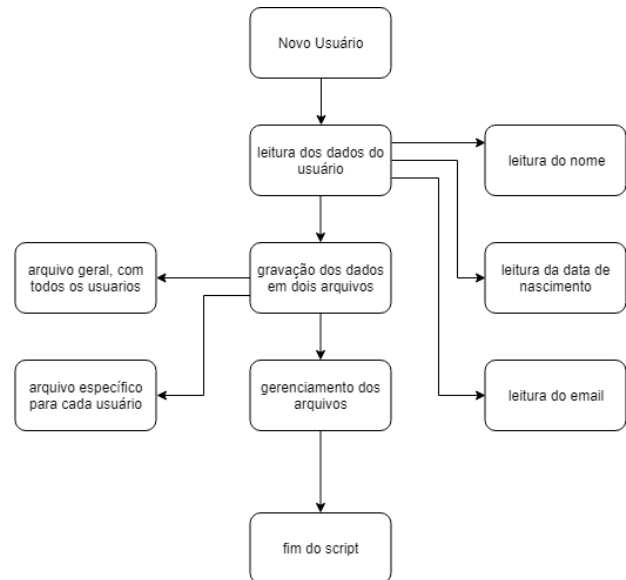 Novo Usuário
leitura dos dados do
usuário
leitura do nome
arquivo geral, com
todos os usuarios
gravação dos dados
em dois arquivos
leitura da data de
nascimento
arquivo específico
para cada usuário
gerenciamento dos
arquivos
leitura do email
fim do script